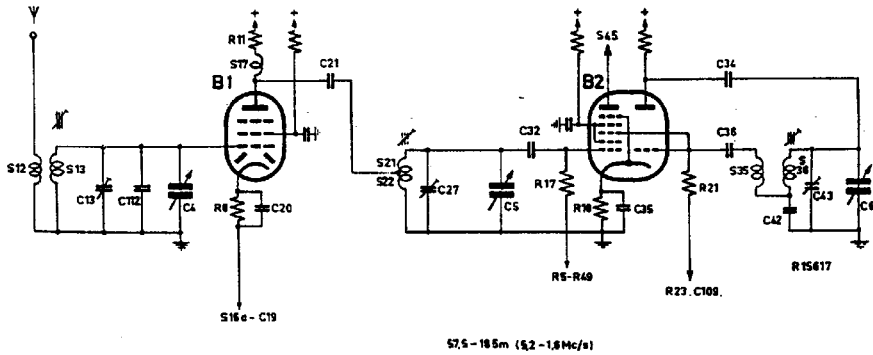 R11
S17
C21
B1
S12
S13
C13
C112
C4
R8
C20
S16a-C19
S21
S22
C27
C5
C32
R17
R16
C35
R5-R49
S45
B2
C34
C36
R21
R23.C109.
S35
S
36
C42
C43
C6
R15617
57,5-185m (5,2-1,6Mc/s)